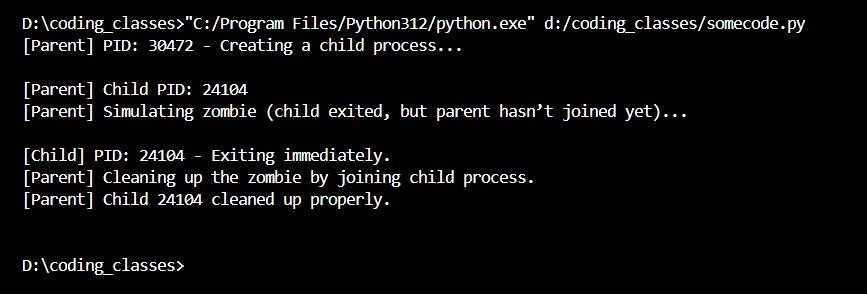 D:\coding_classes>"C:/Program Files/Python312/python.exe" d:/coding_classes/somecode.py
[Parent] PID: 30472 - Creating a child process...
[Parent] Child PID: 24104
[Parent] Simulating zombie (child exited, but parent hasn’t joined yet)...
[Child] PID: 24104 - Exiting immediately.
[Parent] Cleaning up the zombie by joining child process.
[Parent] Child 24104 cleaned up properly.
D:\coding_classes>